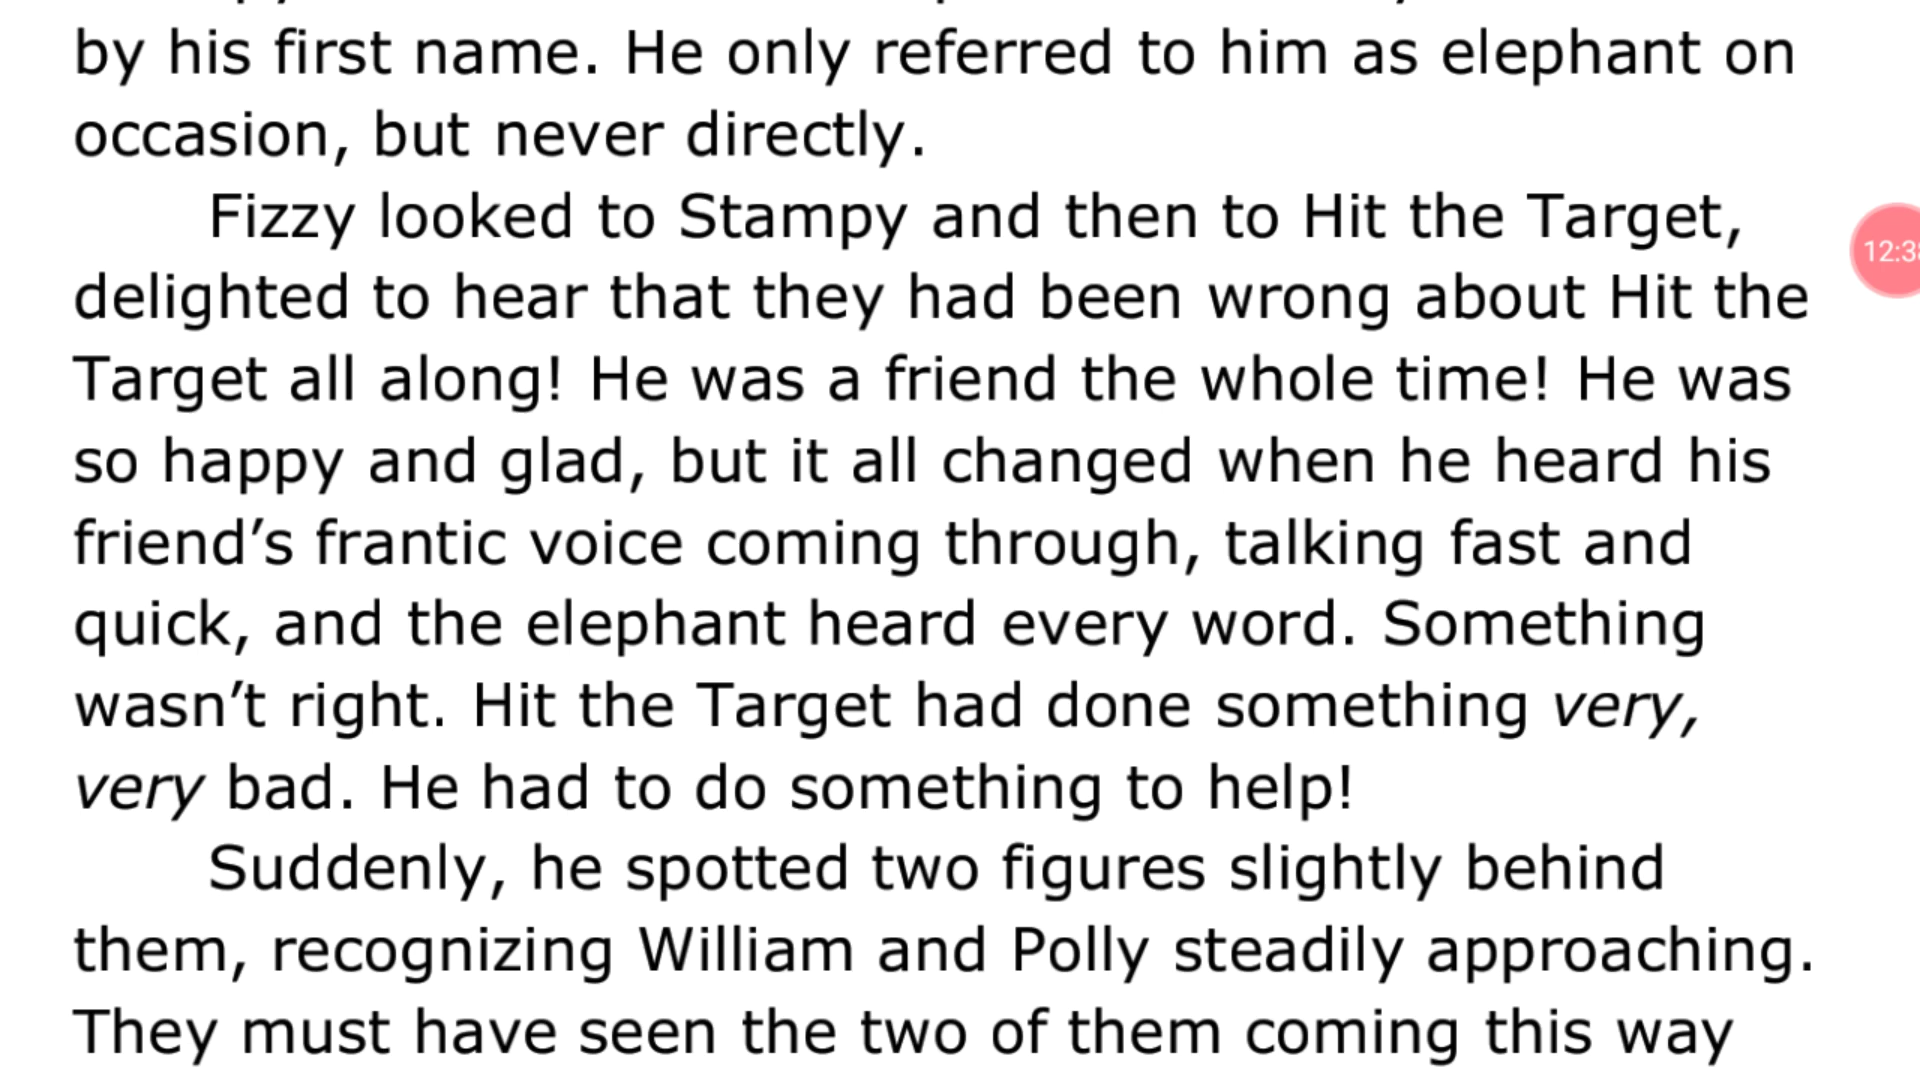 by his first name. He only referred to him as elephant on
occasion, but never directly.
Fizzy looked to Stampy and then to Hit the Target,
delighted to hear that they had been wrong about Hit the
Target all along! He was a friend the whole time! He was
so happy and glad, but it all changed when he heard his
friend’s frantic voice coming through, talking fast and
quick, and the elephant heard every word. Something
wasn’t right. Hit the Target had done something very,
very bad. He had to do something to help!
Suddenly, he spotted two figures slightly behind
them, recognizing William and Polly steadily approaching.
They must have seen the two of them coming this way